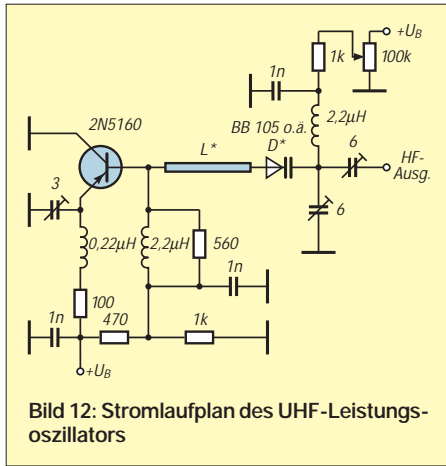 +U_B
1k
100k
1n
2N5160
2,2µH
BB 105 o.ä.
D*
L*
6
HF-
Ausg.
3
6
0,22µH
2,2µH
560
1n
100
1n
470
1k
+U_B
Bild 12: Stromlaufplan des UHF-Leistungs-
oszillators